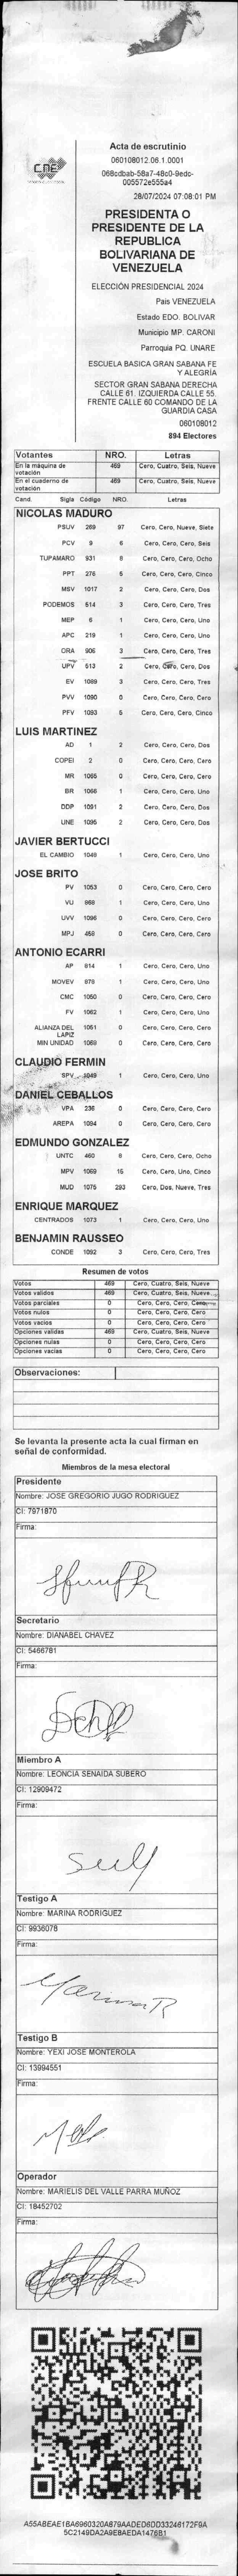 CNE
Acta de escrutinio
060108012.06.1.0001
28/07/2024 07:08:01 PM
PRESIDENTA O
PRESIDENTE DE LA
REPUBLICA
BOLIVARIANA DE
VENEZUELA
ELECCIÓN PRESIDENCIAL 2024
Pais VENEZUELA
Estado EDO. BOLIVAR
Municipio MP. CARONI
Parroquia PQ. UNARE
ESCUELA BASICA GRAN SABANA FE
Y ALEGRÍA
SECTOR GRAN SABANA DERECHA
CALLE 61. IZQUIERDA CALLE 55.
FRENTE CALLE 60 COMANDO DE LA
GUARDIA CASA
060108012
894 Electores
Votantes NRO. Letras
En la máquina de votación 469 Cero, Cuatro, Seis, Nueve
En el cuaderno de votación 469 Cero, Cuatro, Seis, Nueve
Cand. Sigla Código NRO. Letras
NICOLAS MADURO
PSUV 269 97 Cero, Cero, Nueve, Siete
PCV 9 6 Cero, Cero, Cero, Seis
TUPAMARO 931 8 Cero, Cero, Cero, Ocho
PPT 276 5 Cero, Cero, Cero, Cinco
MSV 1017 2 Cero, Cero, Cero, Dos
PODEMOS 514 3 Cero, Cero, Cero, Tres
MEP 6 1 Cero, Cero, Cero, Uno
APC 219 1 Cero, Cero, Cero, Uno
ORA 906 3 Cero, Cero, Cero, Tres
UPV 513 2 Cero, Cero, Cero, Dos
EV 1089 3 Cero, Cero, Cero, Tres
PVV 1090 0 Cero, Cero, Cero, Cero
PFV 1093 5 Cero, Cero, Cero, Cinco
LUIS MARTINEZ
AD 1 2 Cero, Cero, Cero, Dos
COPEI 2 0 Cero, Cero, Cero, Cero
MR 1065 0 Cero, Cero, Cero, Cero
BR 1066 1 Cero, Cero, Cero, Uno
DDP 1091 2 Cero, Cero, Cero, Dos
UNE 1095 2 Cero, Cero, Cero, Dos
JAVIER BERTUCCI
EL CAMBIO 1049 1 Cero, Cero, Cero, Uno
JOSE BRITO
PV 1053 0 Cero, Cero, Cero, Cero
VU 868 1 Cero, Cero, Cero, Uno
UVV 1096 0 Cero, Cero, Cero, Cero
MPJ 458 0 Cero, Cero, Cero, Cero
ANTONIO ECARRI
AP 814 1 Cero, Cero, Cero, Uno
MOVEV 878 1 Cero, Cero, Cero, Uno
CMC 1050 0 Cero, Cero, Cero, Cero
FV 1062 1 Cero, Cero, Cero, Uno
ALIANZA DEL LAPIZ 1061 0 Cero, Cero, Cero, Cero
MIN UNIDAD 1069 0 Cero, Cero, Cero, Cero
CLAUDIO FERMIN
SPV 1 Cero, Cero, Cero, Uno
DANIEL CEBALLOS
VPA 236 0 Cero, Cero, Cero, Cero
AREPA 1094 0 Cero, Cero, Cero, Cero
EDMUNDO GONZALEZ
UNTC 460 8 Cero, Cero, Cero, Ocho
MPV 15 Cero, Cero, Uno, Cinco
MUD 1075 293 Cero, Dos, Nueve, Tres
ENRIQUE MARQUEZ
CENTRADOS 1073 1 Cero, Cero, Cero, Uno
BENJAMIN RAUSSEO
CONDE 1092 3 Cero, Cero, Cero, Tres
Resumen de votos
Votos 469 Cero, Cuatro, Seis, Nueve
Votos validos 469 Cero, Cuatro, Seis, Nueve
Votos parciales 0 Cero, Cero, Cero, Cero
Votos nulos 0 Cero, Cero, Cero, Cero
Votos vacios 0 Cero, Cero, Cero, Cero
Opciones validas 469 Cero, Cuatro, Seis, Nueve
Opciones nulas 0 Cero, Cero, Cero, Cero
Opciones vacias 0 Cero, Cero, Cero, Cero
Observaciones:
Se levanta la presente acta la cual firman en
señal de conformidad.
Miembros de la mesa electoral
Presidente
Nombre: JOSE GREGORIO JUGO RODRIGUEZ
CI: 7971870
Firma:
Secretario
Nombre: DIANABEL CHAVEZ
CI: 5466781
Firma:
Miembro A
Nombre: LEONCIA SENAIDA SUBERO
CI: 12909472
Firma:
Testigo A
Nombre: MARINA RODRIGUEZ
CI: 9936078
Firma:
Marina R
Testigo B
Nombre: YEXI JOSE MONTEROLA
CI: 13994551
Firma:
Operador
Nombre: MARIELIS DEL VALLE PARRA MUÑOZ
CI: 18452702
Firma:
A55ABEAE1BA6960320A879AADED6DD33246172F9A
5C2149DA2A9E8AEDA1476B1